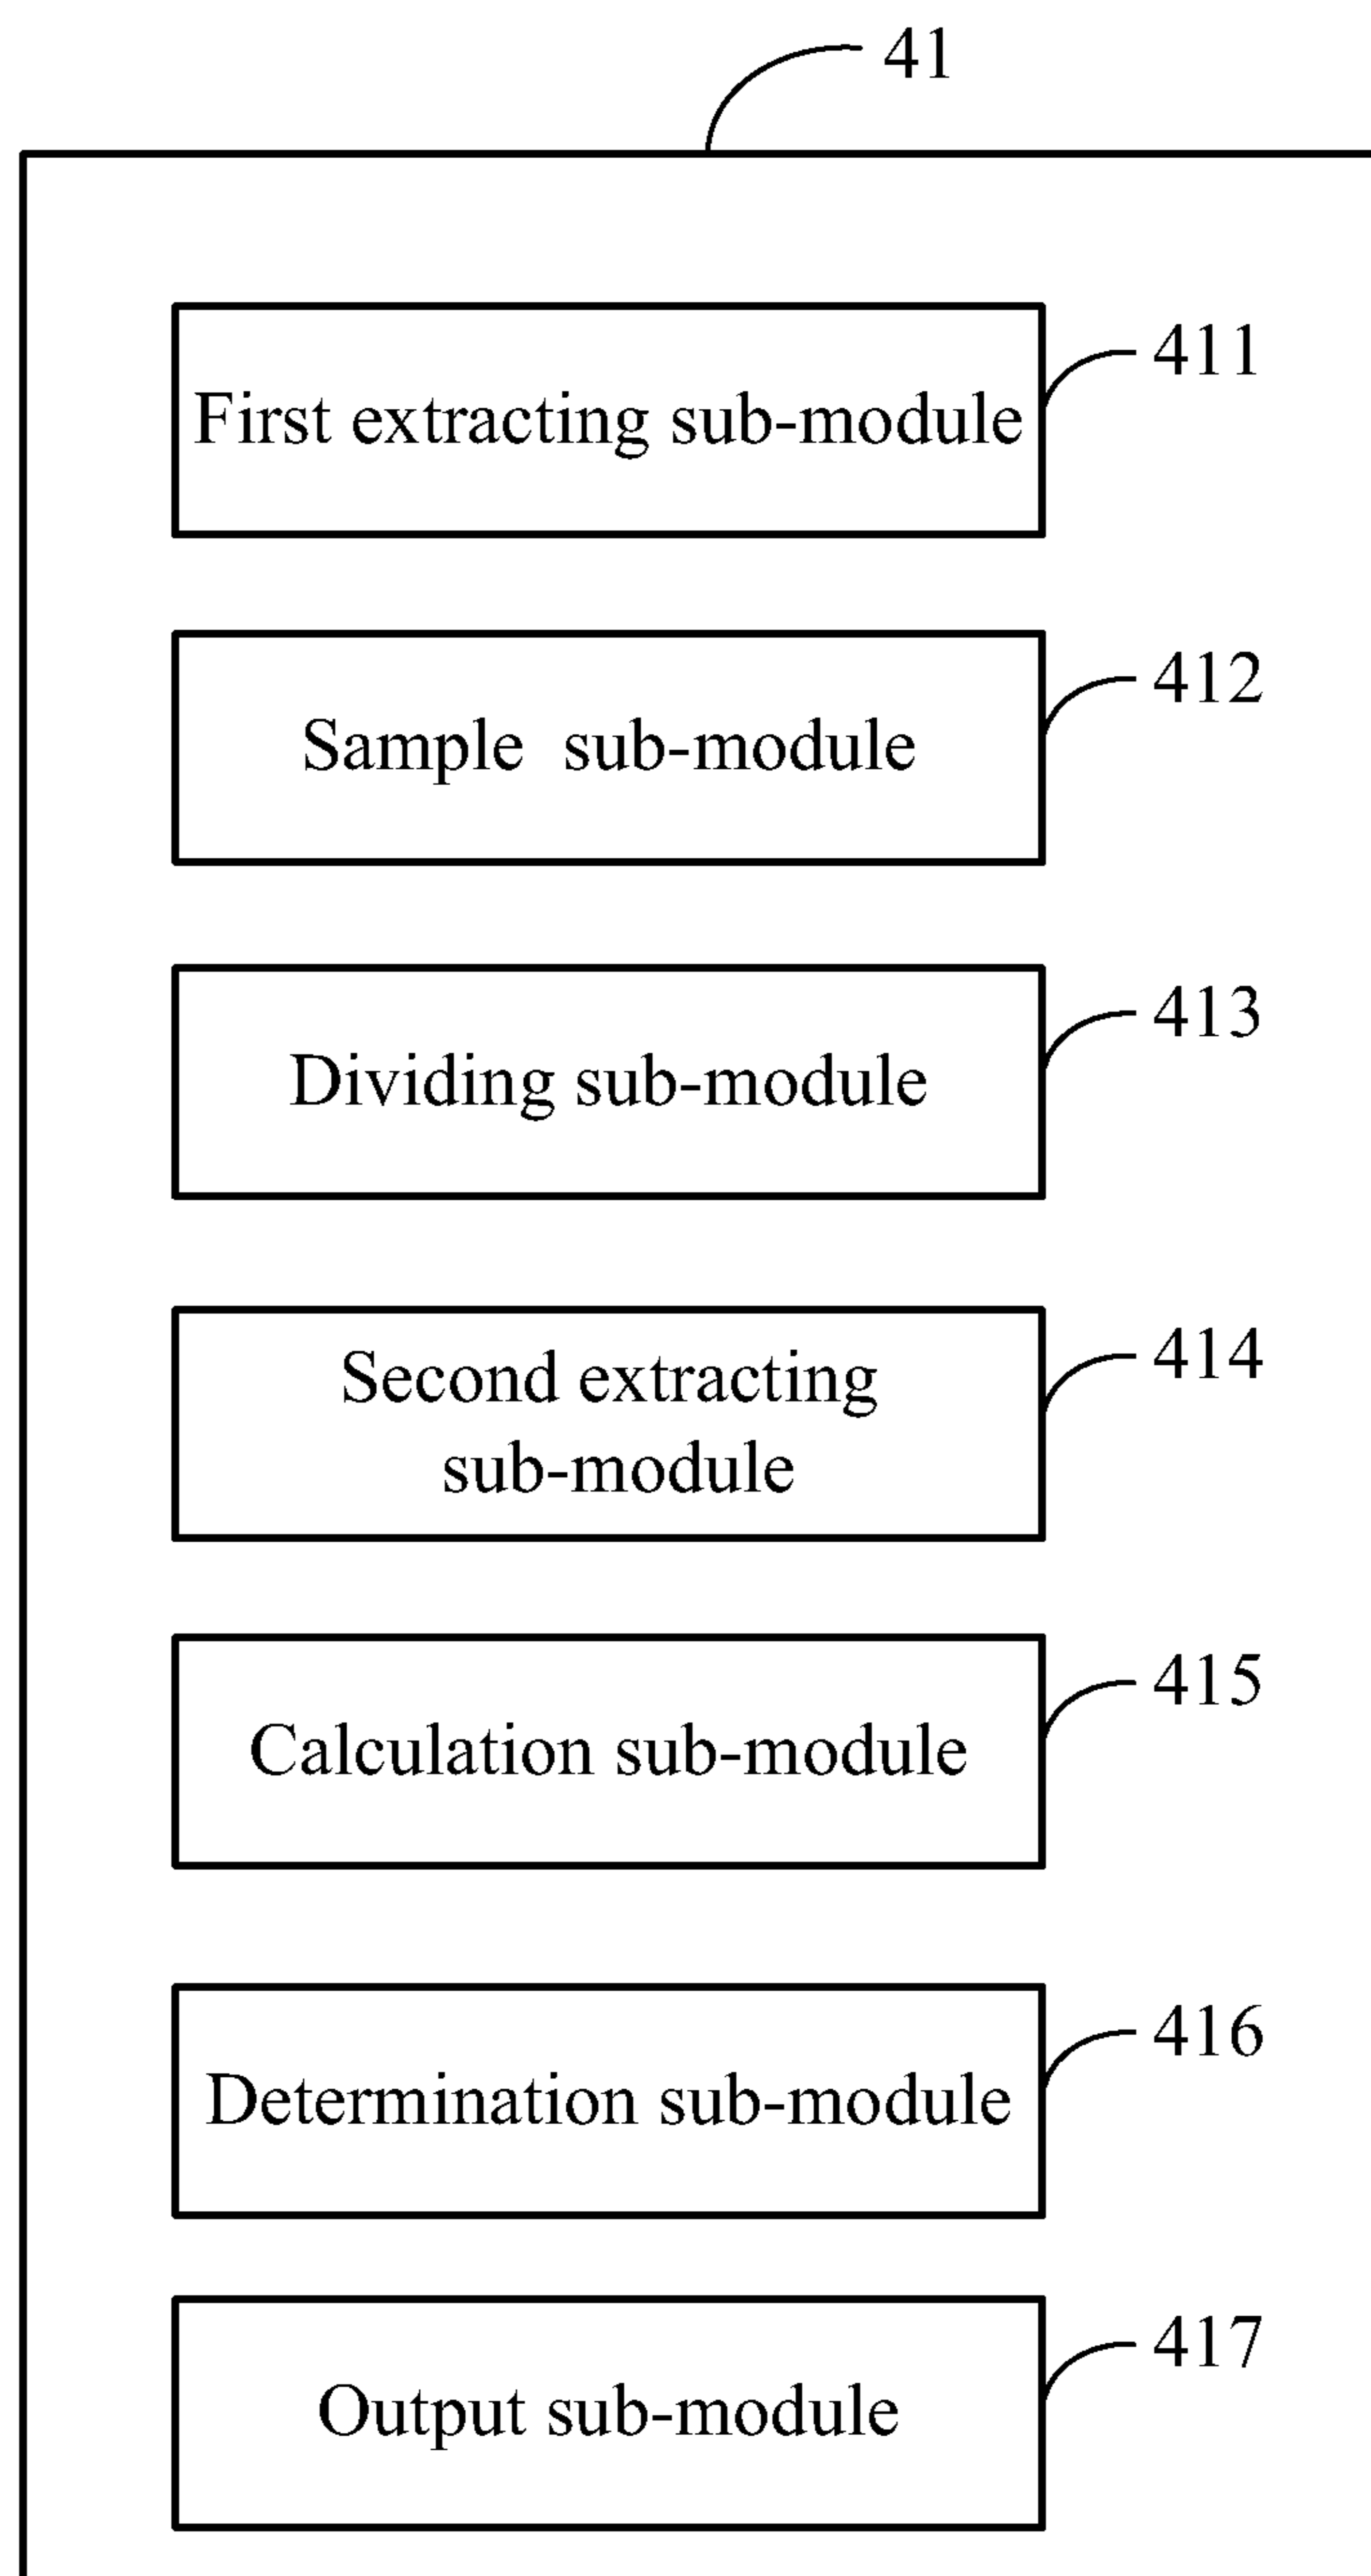 41
First extracting sub-module
411
Sample sub-module
412
Dividing sub-module
413
Second extracting
sub-module
414
Calculation sub-module
415
Determination sub-module
416
Output sub-module
417